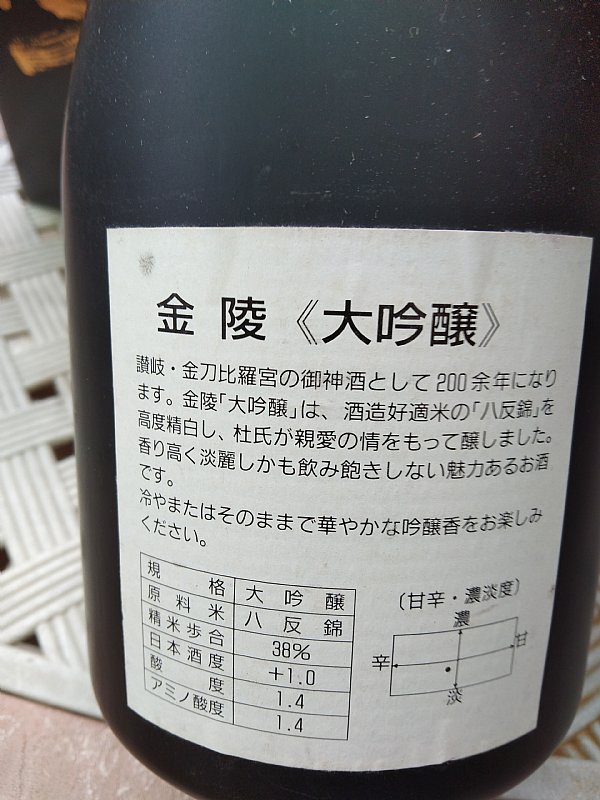 金陵《大吟醸》
讃岐・金刀比羅宮の御神酒として200余年になり
ます。金陵「大吟醸」は、酒造好適米の「八反錦」を
高度精白し、杜氏が親愛の情をもって醸しました。
香り高く淡麗しかも飲み飽きしない魅力あるお酒
です。
冷やまたはそのままで華やかな吟醸香をお楽しみ
ください。
規格 大吟醸
原料米 八反錦
精米歩合 38%
日本酒度 +1.0
酸度 1.4
アミノ酸度 1.4
(甘辛・濃淡度)
濃
辛 甘
淡